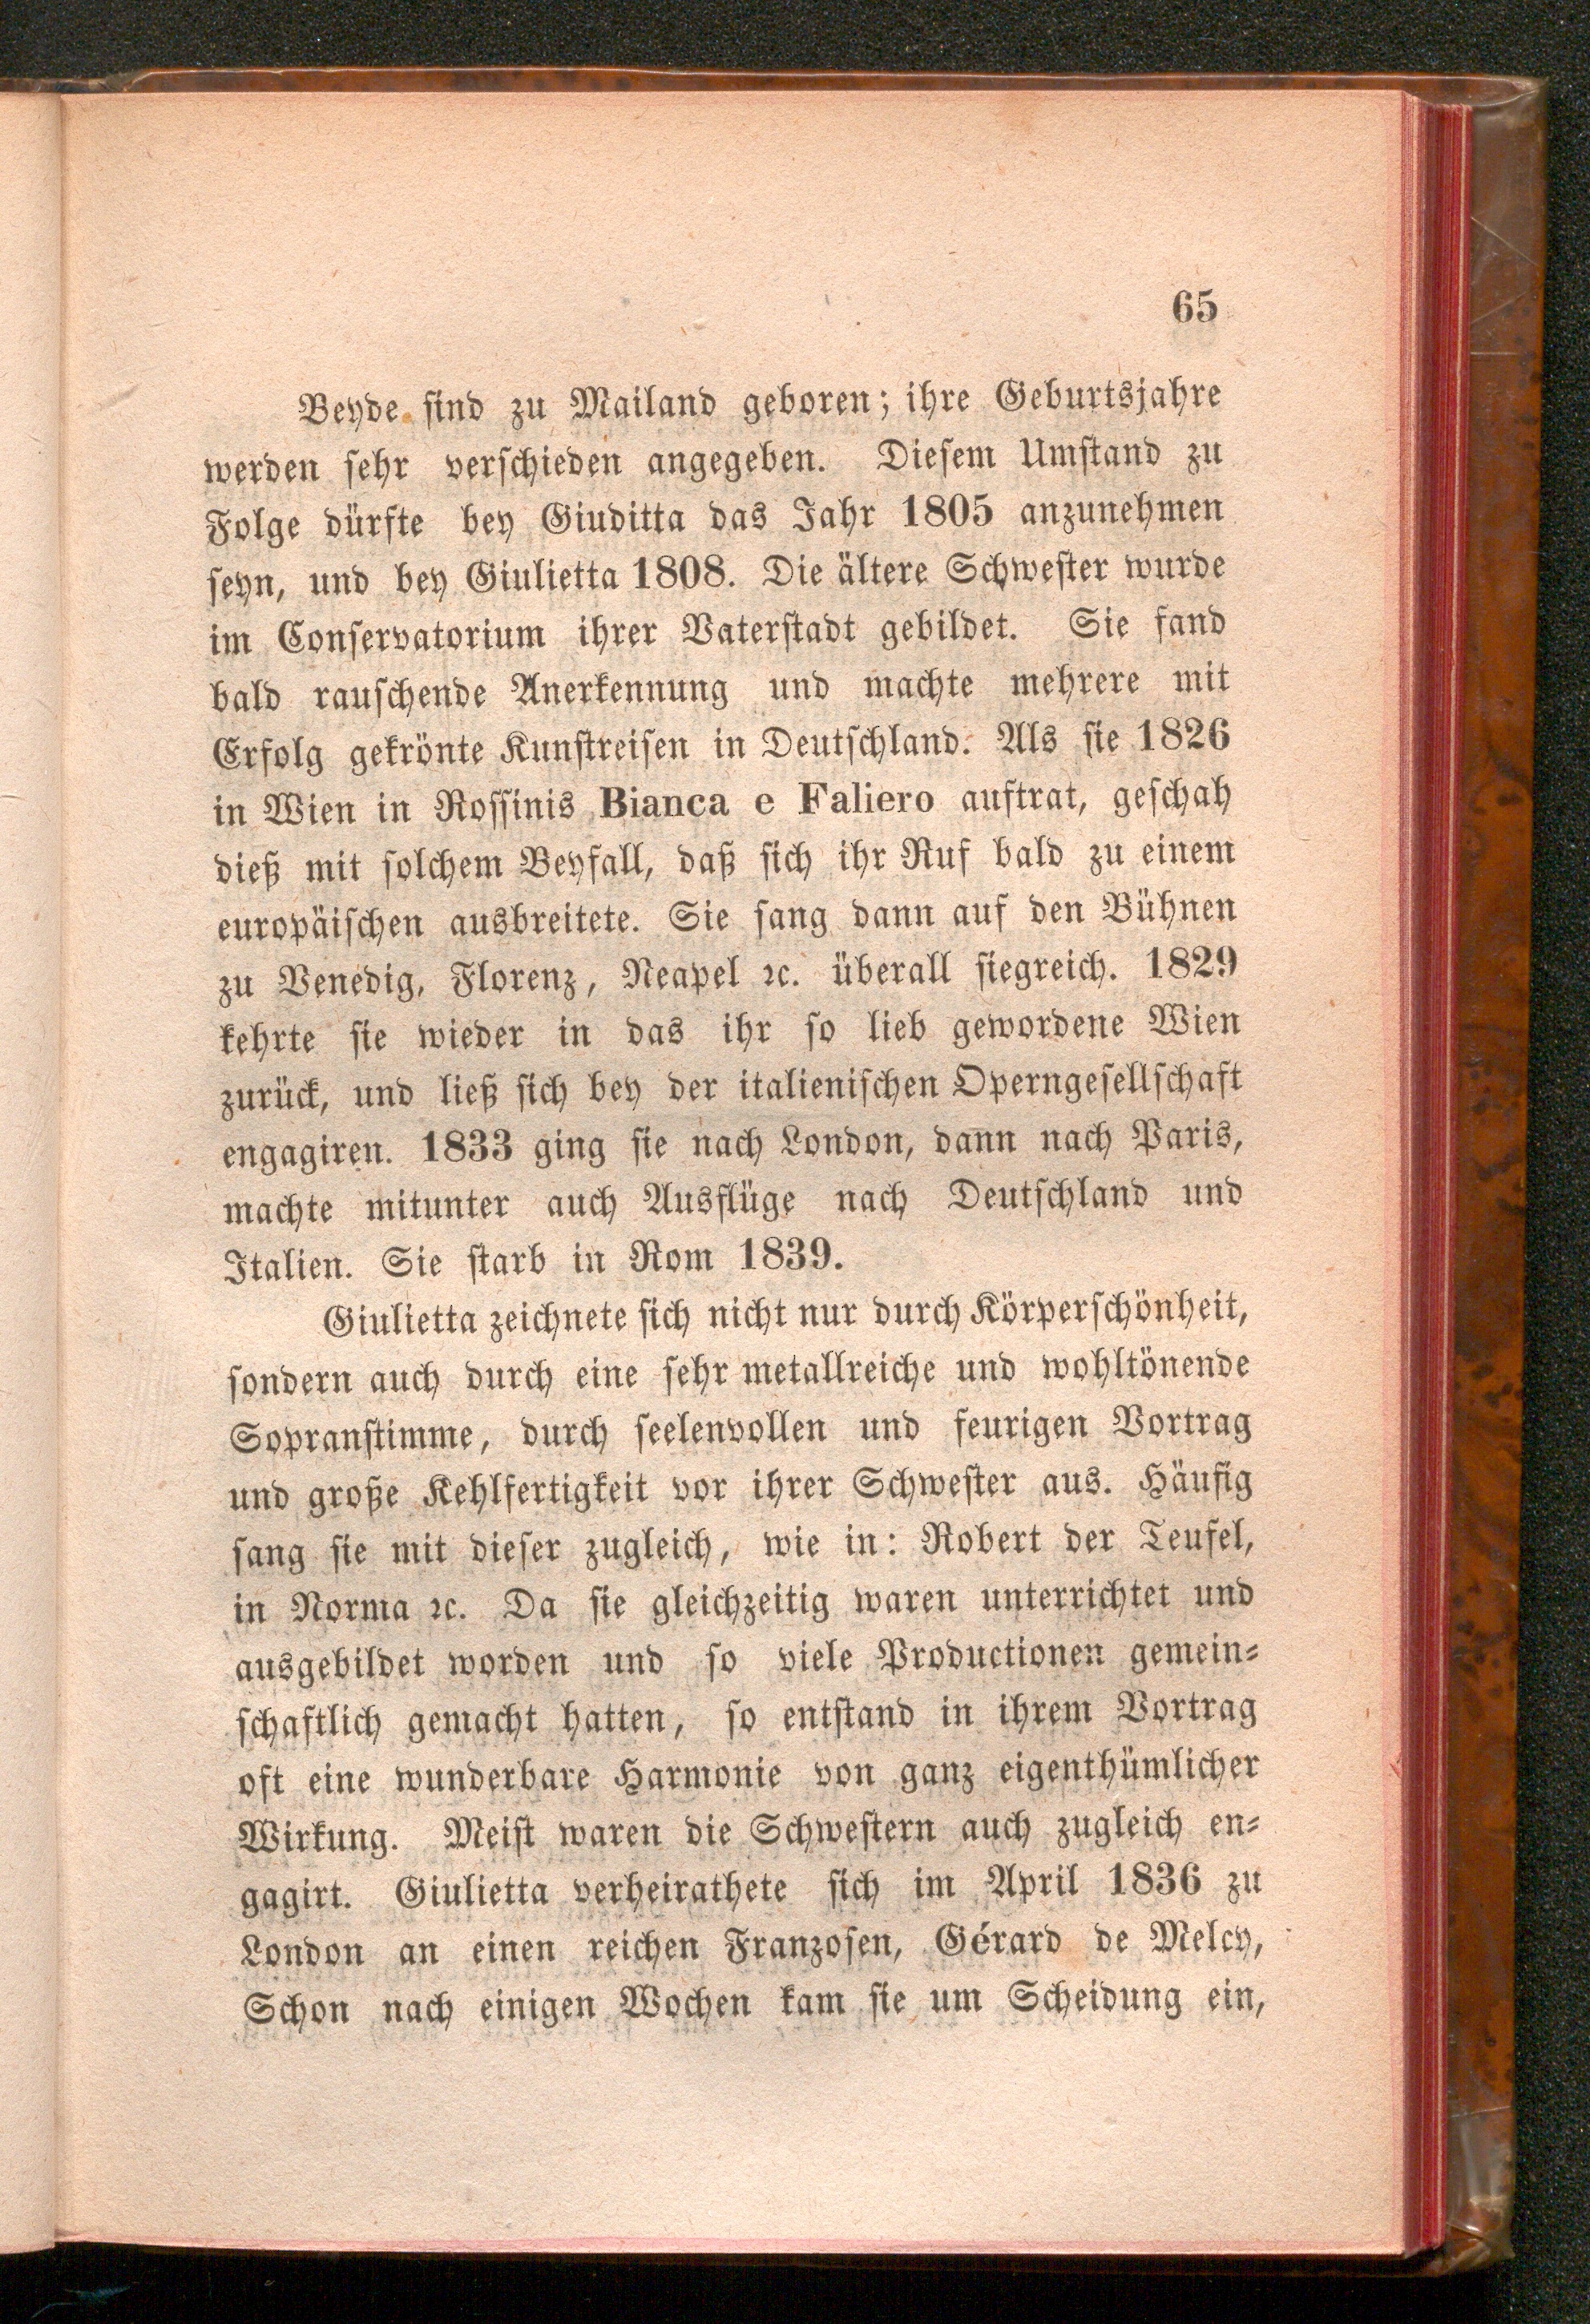 65
Beyde sind zu Mailand geboren; ihre Geburtsjahre
werden sehr verschieden angegeben. Diesem Umstand zu
Folge dürfte bey Giuditta das Jahr 1805 anzunehmen
seyn, und bey Giulietta 1808. Die ältere Schwester wurde
im Conservatorium ihrer Vaterstadt gebildet. Sie fand
bald rauschende Anerkennung und machte mehrere mit
Erfolg gekrönte Kunstreisen in Deutschland. Als sie 1826
in Wien in Rossinis Bianca e Faliero auftrat, geschah
dieß mit solchem Beyfall, daß sich ihr Ruf bald zu einem
europäischen ausbreitete. Sie sang dann auf den Bühnen
zu Venedig, Florenz, Neapel ꝛc. überall siegreich. 1829
kehrte sie wieder in das ihr so lieb gewordene Wien
zurück, und ließ sich bey der italienischen Operngesellschaft
engagiren. 1833 ging sie nach London, dann nach Paris,
machte mitunter auch Ausflüge nach Deutschland und
Italien. Sie starb in Rom 1839.
Giulietta zeichnete sich nicht nur durch Körperschönheit,
sondern auch durch eine sehr metallreiche und wohltönende
Sopranstimme, durch seelenvollen und feurigen Vortrag
und große Kehlfertigkeit vor ihrer Schwester aus. Häufig
sang sie mit dieser zugleich, wie in: Robert der Teufel,
in Norma ꝛc. Da sie gleichzeitig waren unterrichtet und
ausgebildet worden und so viele Productionen gemein⸗
schaftlich gemacht hatten, so entstand in ihrem Vortrag
oft eine wunderbare Harmonie von ganz eigenthümlicher
Wirkung. Meist waren die Schwestern auch zugleich en⸗
gagirt. Giulietta verheirathete sich im April 1836 zu
London an einen reichen Franzosen, Gérard de Melcy,
Schon nach einigen Wochen kam sie um Scheidung ein,